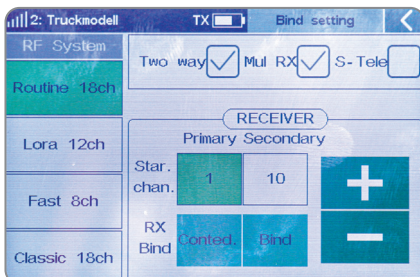 2: Truckmodell TX Bind setting
RF System
Two way Mul RX S-Tele
Routine 18ch
RECEIVER
Primary Secondary
Lora 12ch
Star. chan. 1 10 +
Fast 8ch
RX Bind Conted. Bind -
Classic 18ch